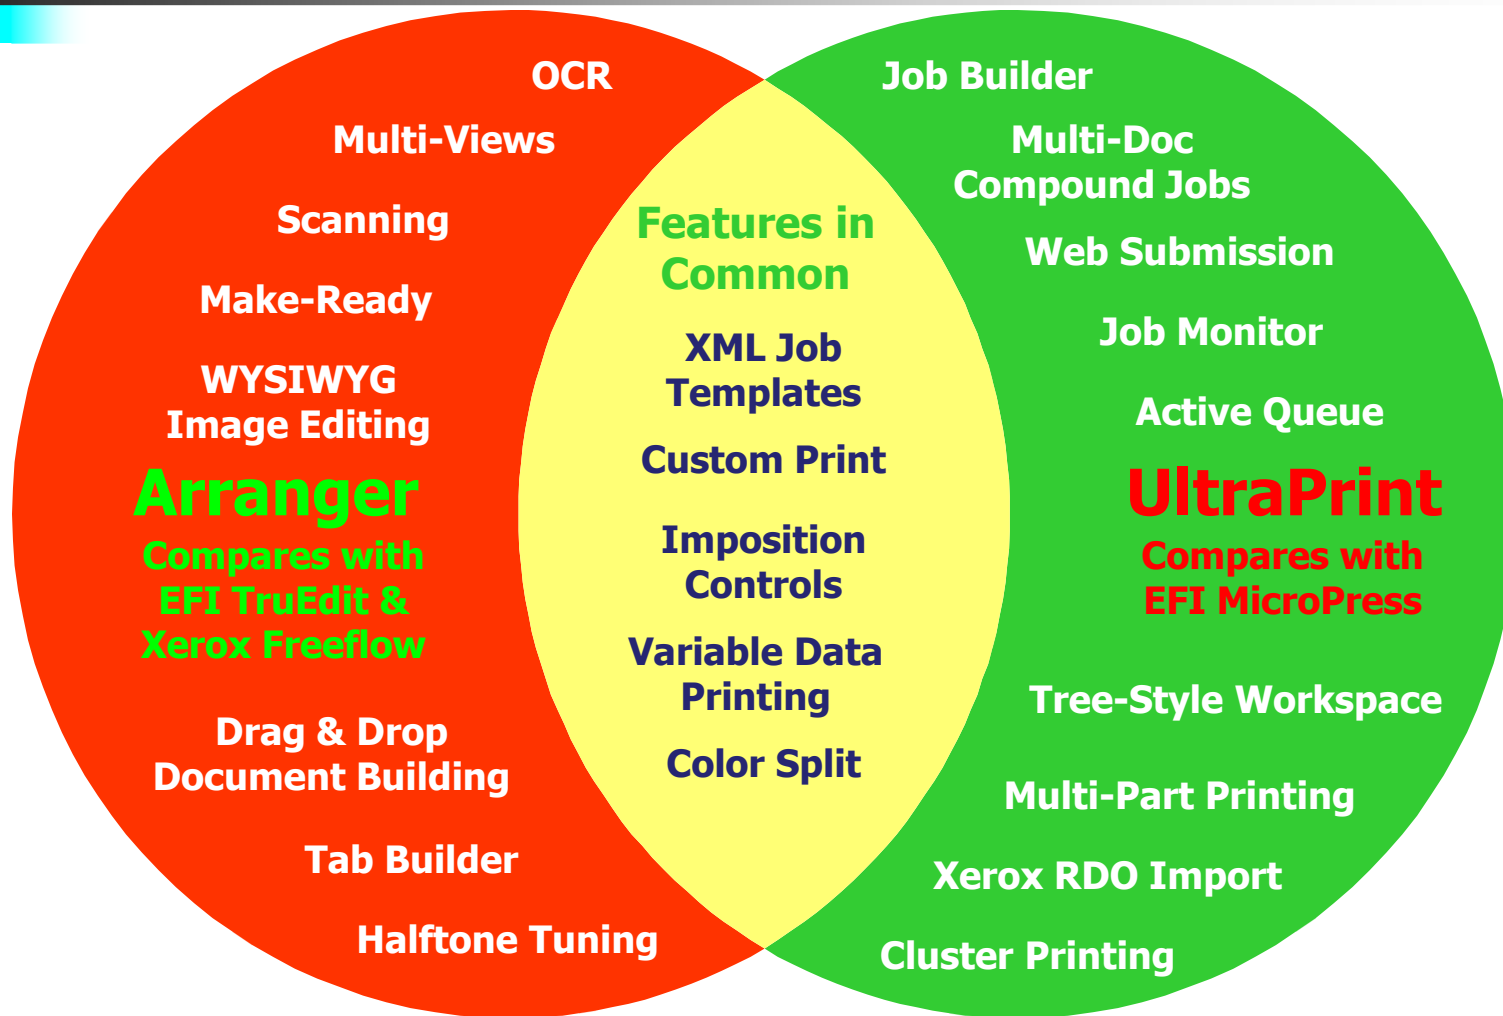 OCR
Multi-Views
Scanning
Make-Ready
WYSIWYG
Image Editing
Arranger
Compares with
EFI TruEdit &
Xerox Freeflow
Drag & Drop
Document Building
Tab Builder
Halftone Tuning
Features in
Common
XML Job
Templates
Custom Print
Imposition
Controls
Variable Data
Printing
Color Split
Job Builder
Multi-Doc
Compound Jobs
Web Submission
Job Monitor
Active Queue
UltraPrint
Compares with
EFI MicroPress
Tree-Style Workspace
Multi-Part Printing
Xerox RDO Import
Cluster Printing